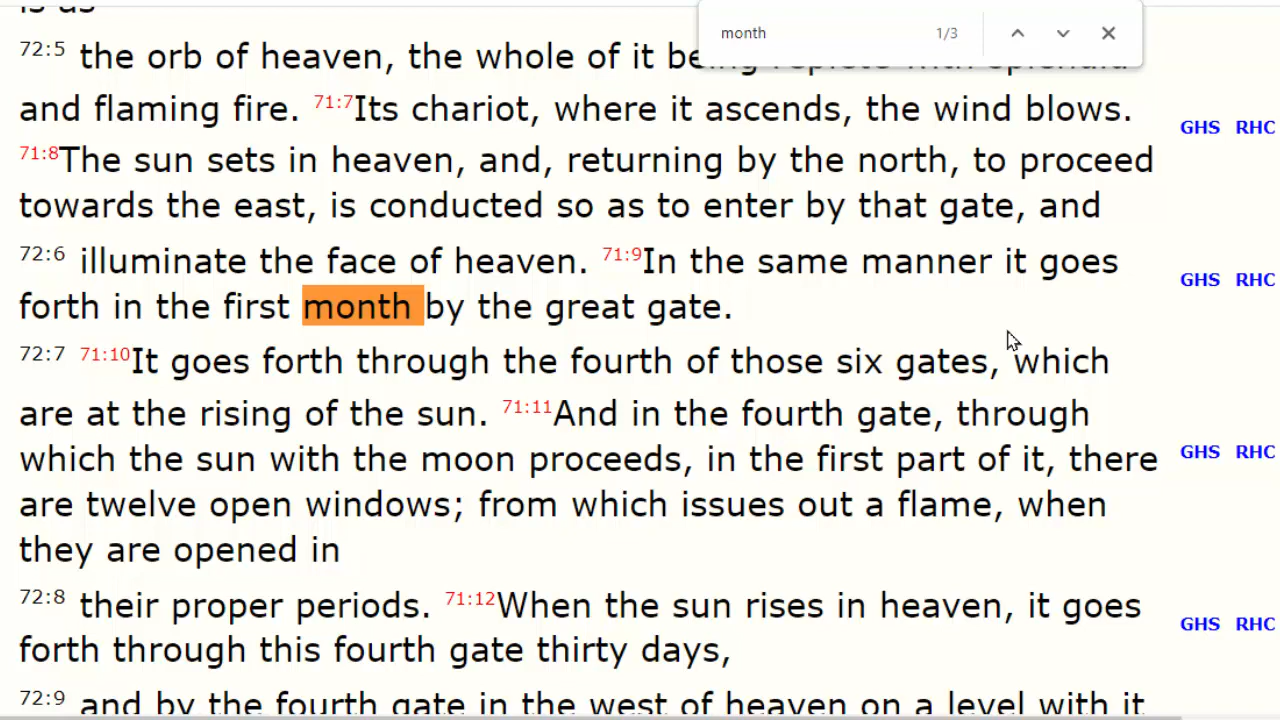 is as
month 1/3
72:5 the orb of heaven, the whole of it being replete with splendid
and flaming fire. 71:7Its chariot, where it ascends, the wind blows.
GHS RHC
71:8The sun sets in heaven, and, returning by the north, to proceed
towards the east, is conducted so as to enter by that gate, and
72:6 illuminate the face of heaven. 71:9In the same manner it goes
GHS RHC
forth in the first month by the great gate.
72:7 71:10It goes forth through the fourth of those six gates, which
are at the rising of the sun. 71:11And in the fourth gate, through
which the sun with the moon proceeds, in the first part of it, there
GHS RHC
are twelve open windows; from which issues out a flame, when
they are opened in
72:8 their proper periods. 71:12When the sun rises in heaven, it goes
GHS RHC
forth through this fourth gate thirty days,
72:9 and by the fourth gate in the west of heaven on a level with it